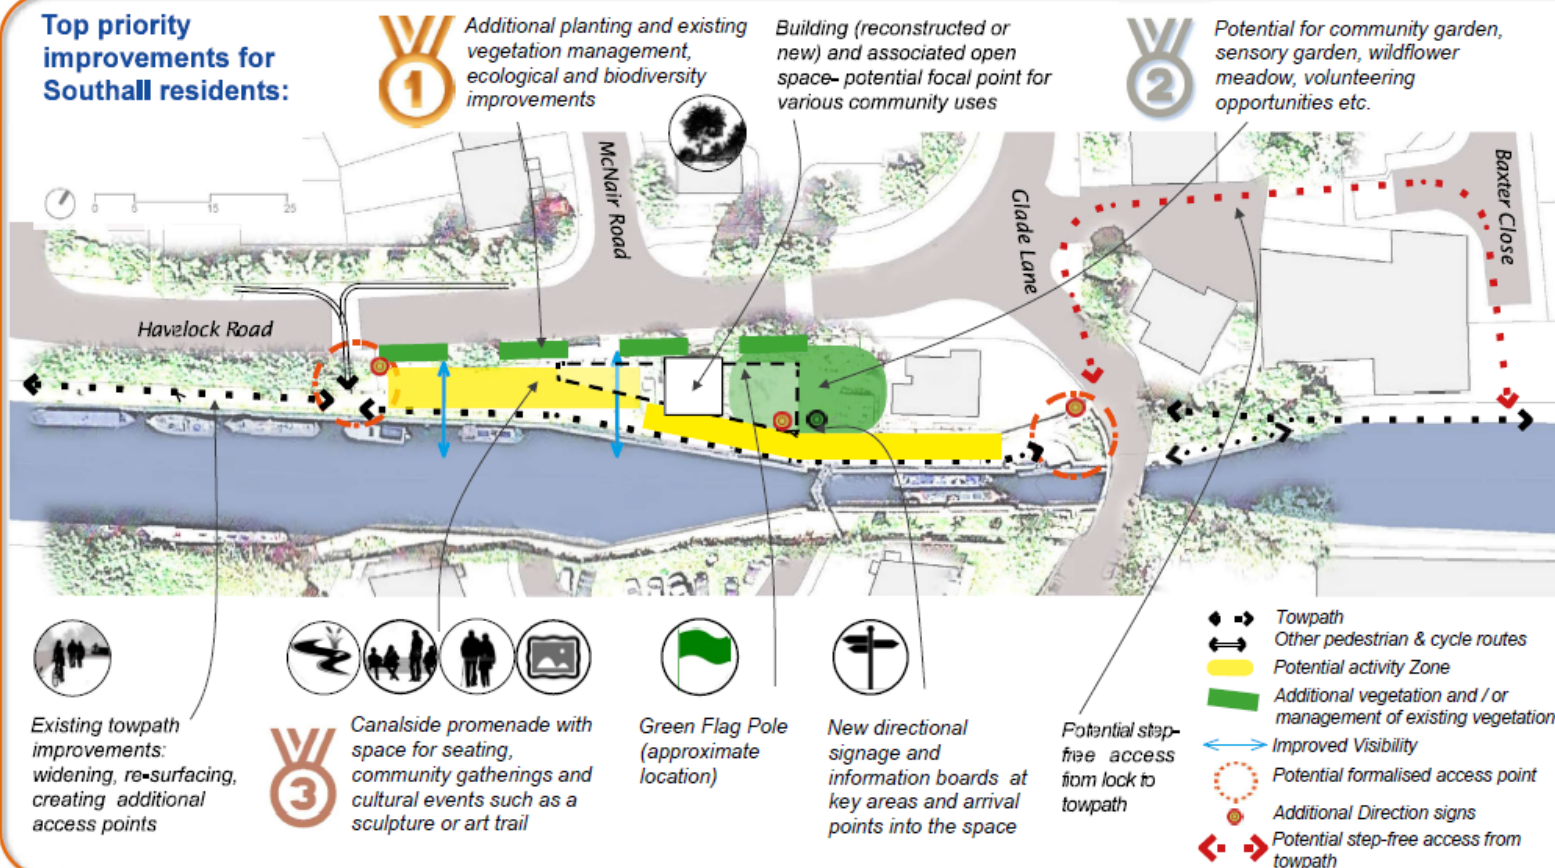 Top priority
improvements for
Southall residents:
1
Additional planting and existing
vegetation management,
ecological and biodiversity
improvements
Building (reconstructed or
new) and associated open
space- potential focal point for
various community uses
2
Potential for community garden,
sensory garden, wildflower
meadow, volunteering
opportunities etc.
0 5 15 25
McNair Road
Glade Lane
Baxter Close
Havelock Road
Existing towpath
improvements:
widening, re-surfacing,
creating additional
access points
3
Canalside promenade with
space for seating,
community gatherings and
cultural events such as a
sculpture or art trail
Green Flag Pole
(approximate
location)
New directional
signage and
information boards at
key areas and arrival
points into the space
Potential step-
free access
from lock to
towpath
Towpath
Other pedestrian & cycle routes
Potential activity Zone
Additional vegetation and / or
management of existing vegetation
Improved Visibility
Potential formalised access point
Additional Direction signs
Potential step-free access from
towpath